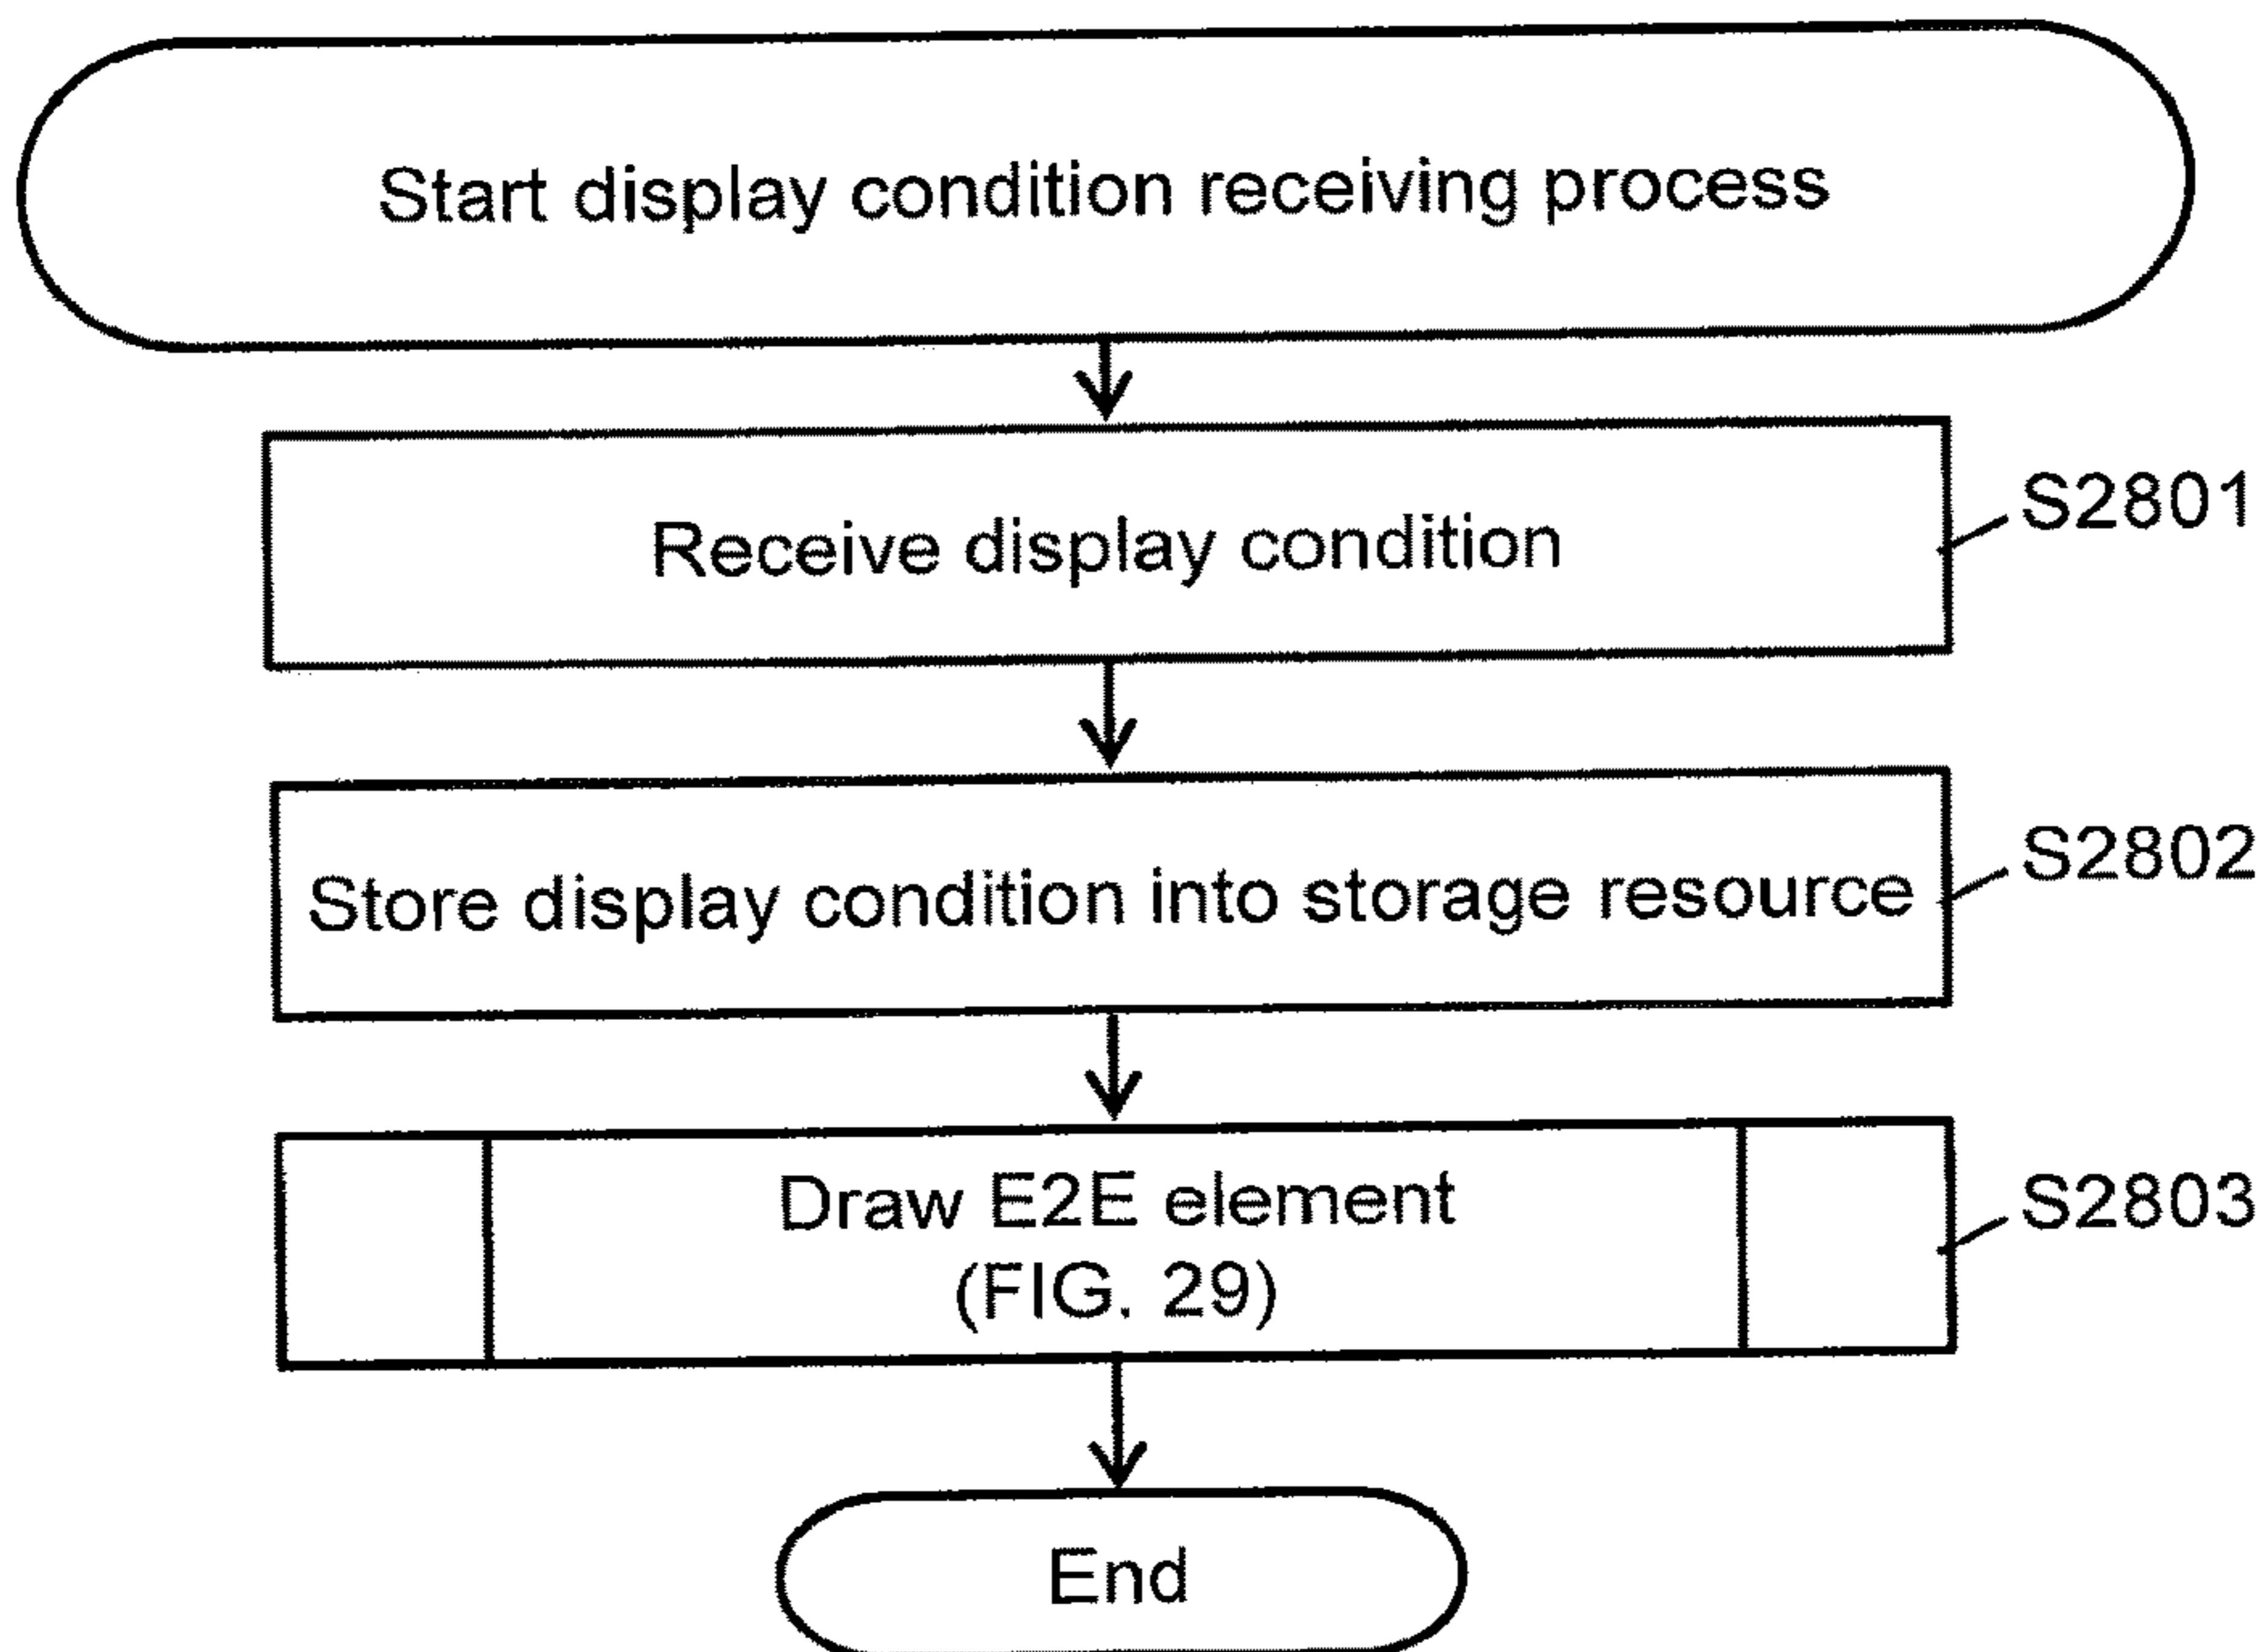 Start display condition receiving process
Receive display condition
S2801
Store display condition into storage resource
S2802
Draw E2E element
(FIG. 29)
S2803
End